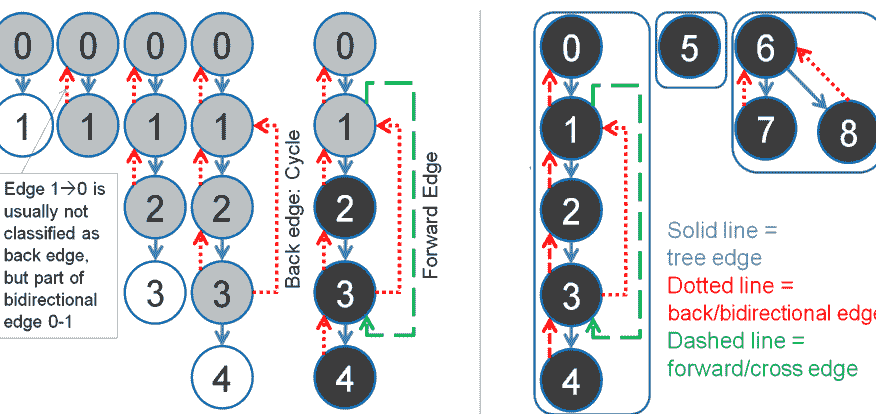 0 0 0 0 0
1 1 1 1 1
2 2 2
3 3 3
4 4
Edge 1→0 is
usually not
classified as
back edge,
but part of
bidirectional
edge 0-1
Back edge: Cycle
Forward Edge
0 5 6
1 7 8
2
3
4
Solid line =
tree edge
Dotted line =
back/bidirectional edge
Dashed line =
forward/cross edge